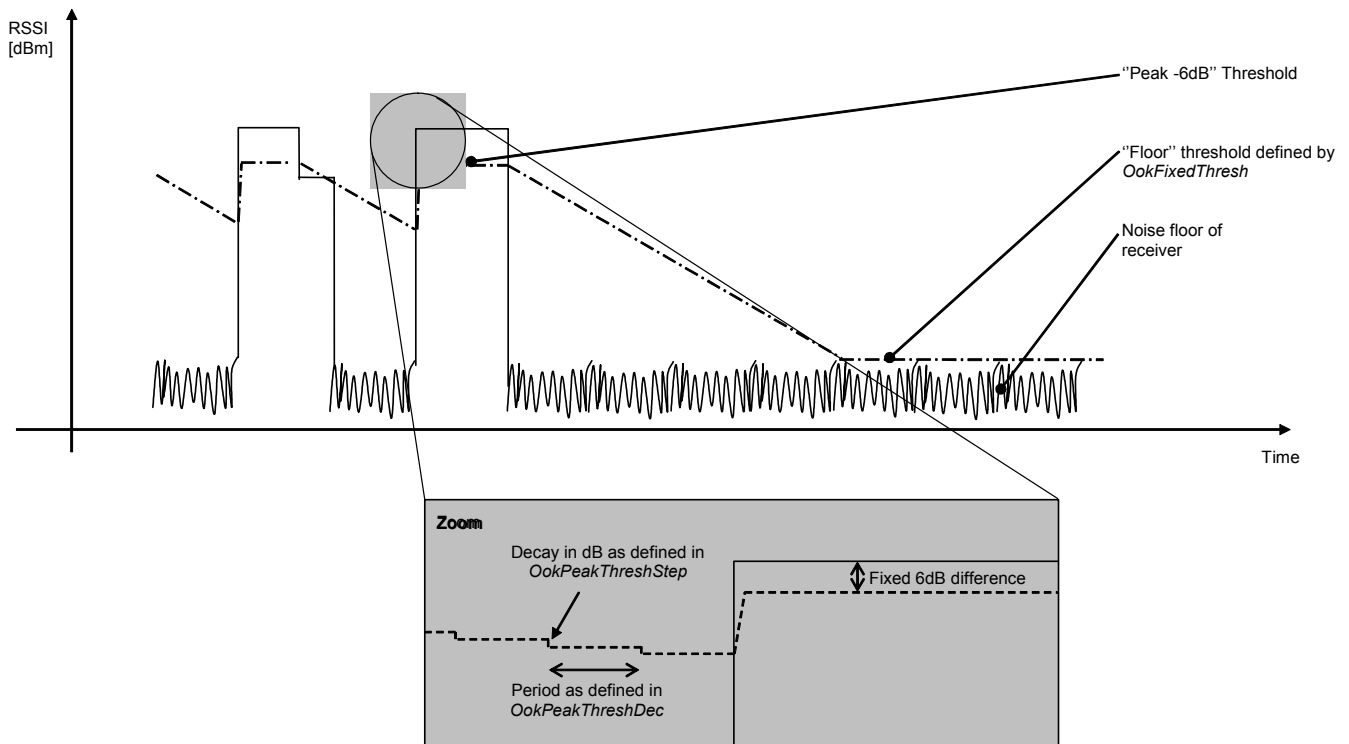 RSSI
[dBm]
‘’Peak -6dB’’ Threshold
‘’Floor’’ threshold defined by
OokFixedThresh
Noise floor of
receiver
Time
Zoom
Decay in dB as defined in
OokPeakThreshStep
Fixed 6dB difference
Period as defined in
OokPeakThreshDec